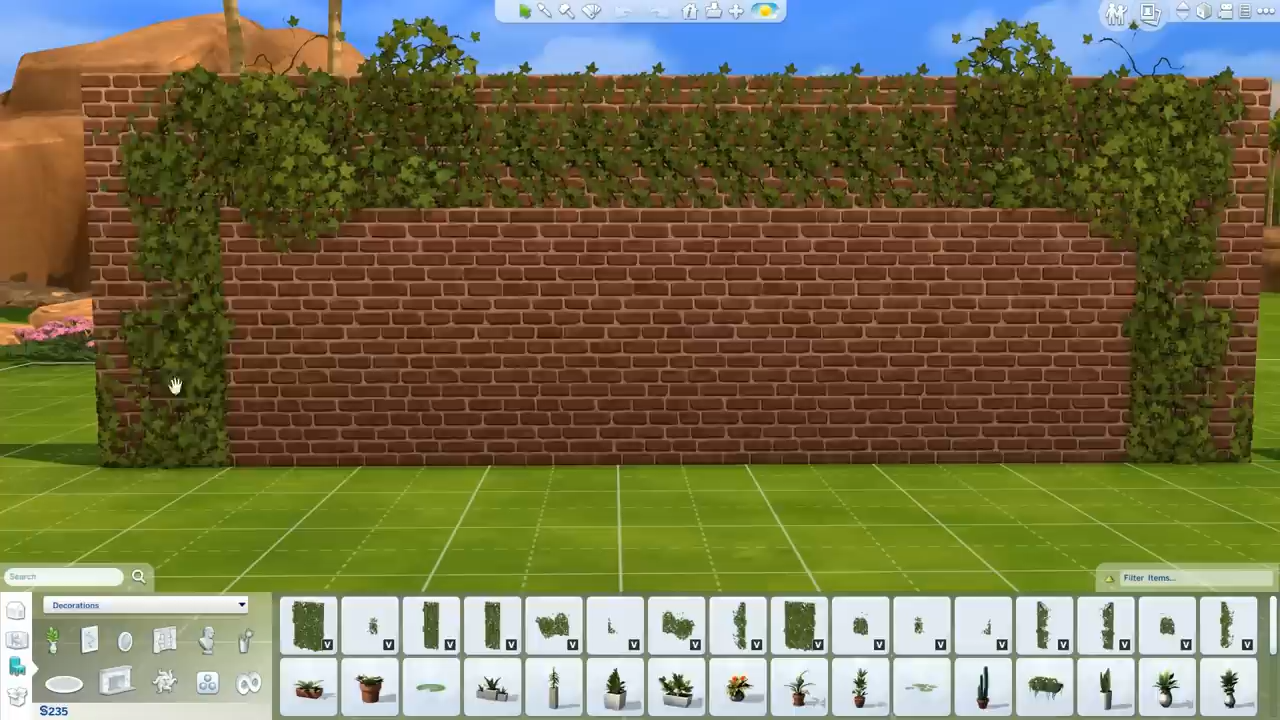 Search
Filter Items...
Decorations
V V V V V V V V V V V V V V V V
$235